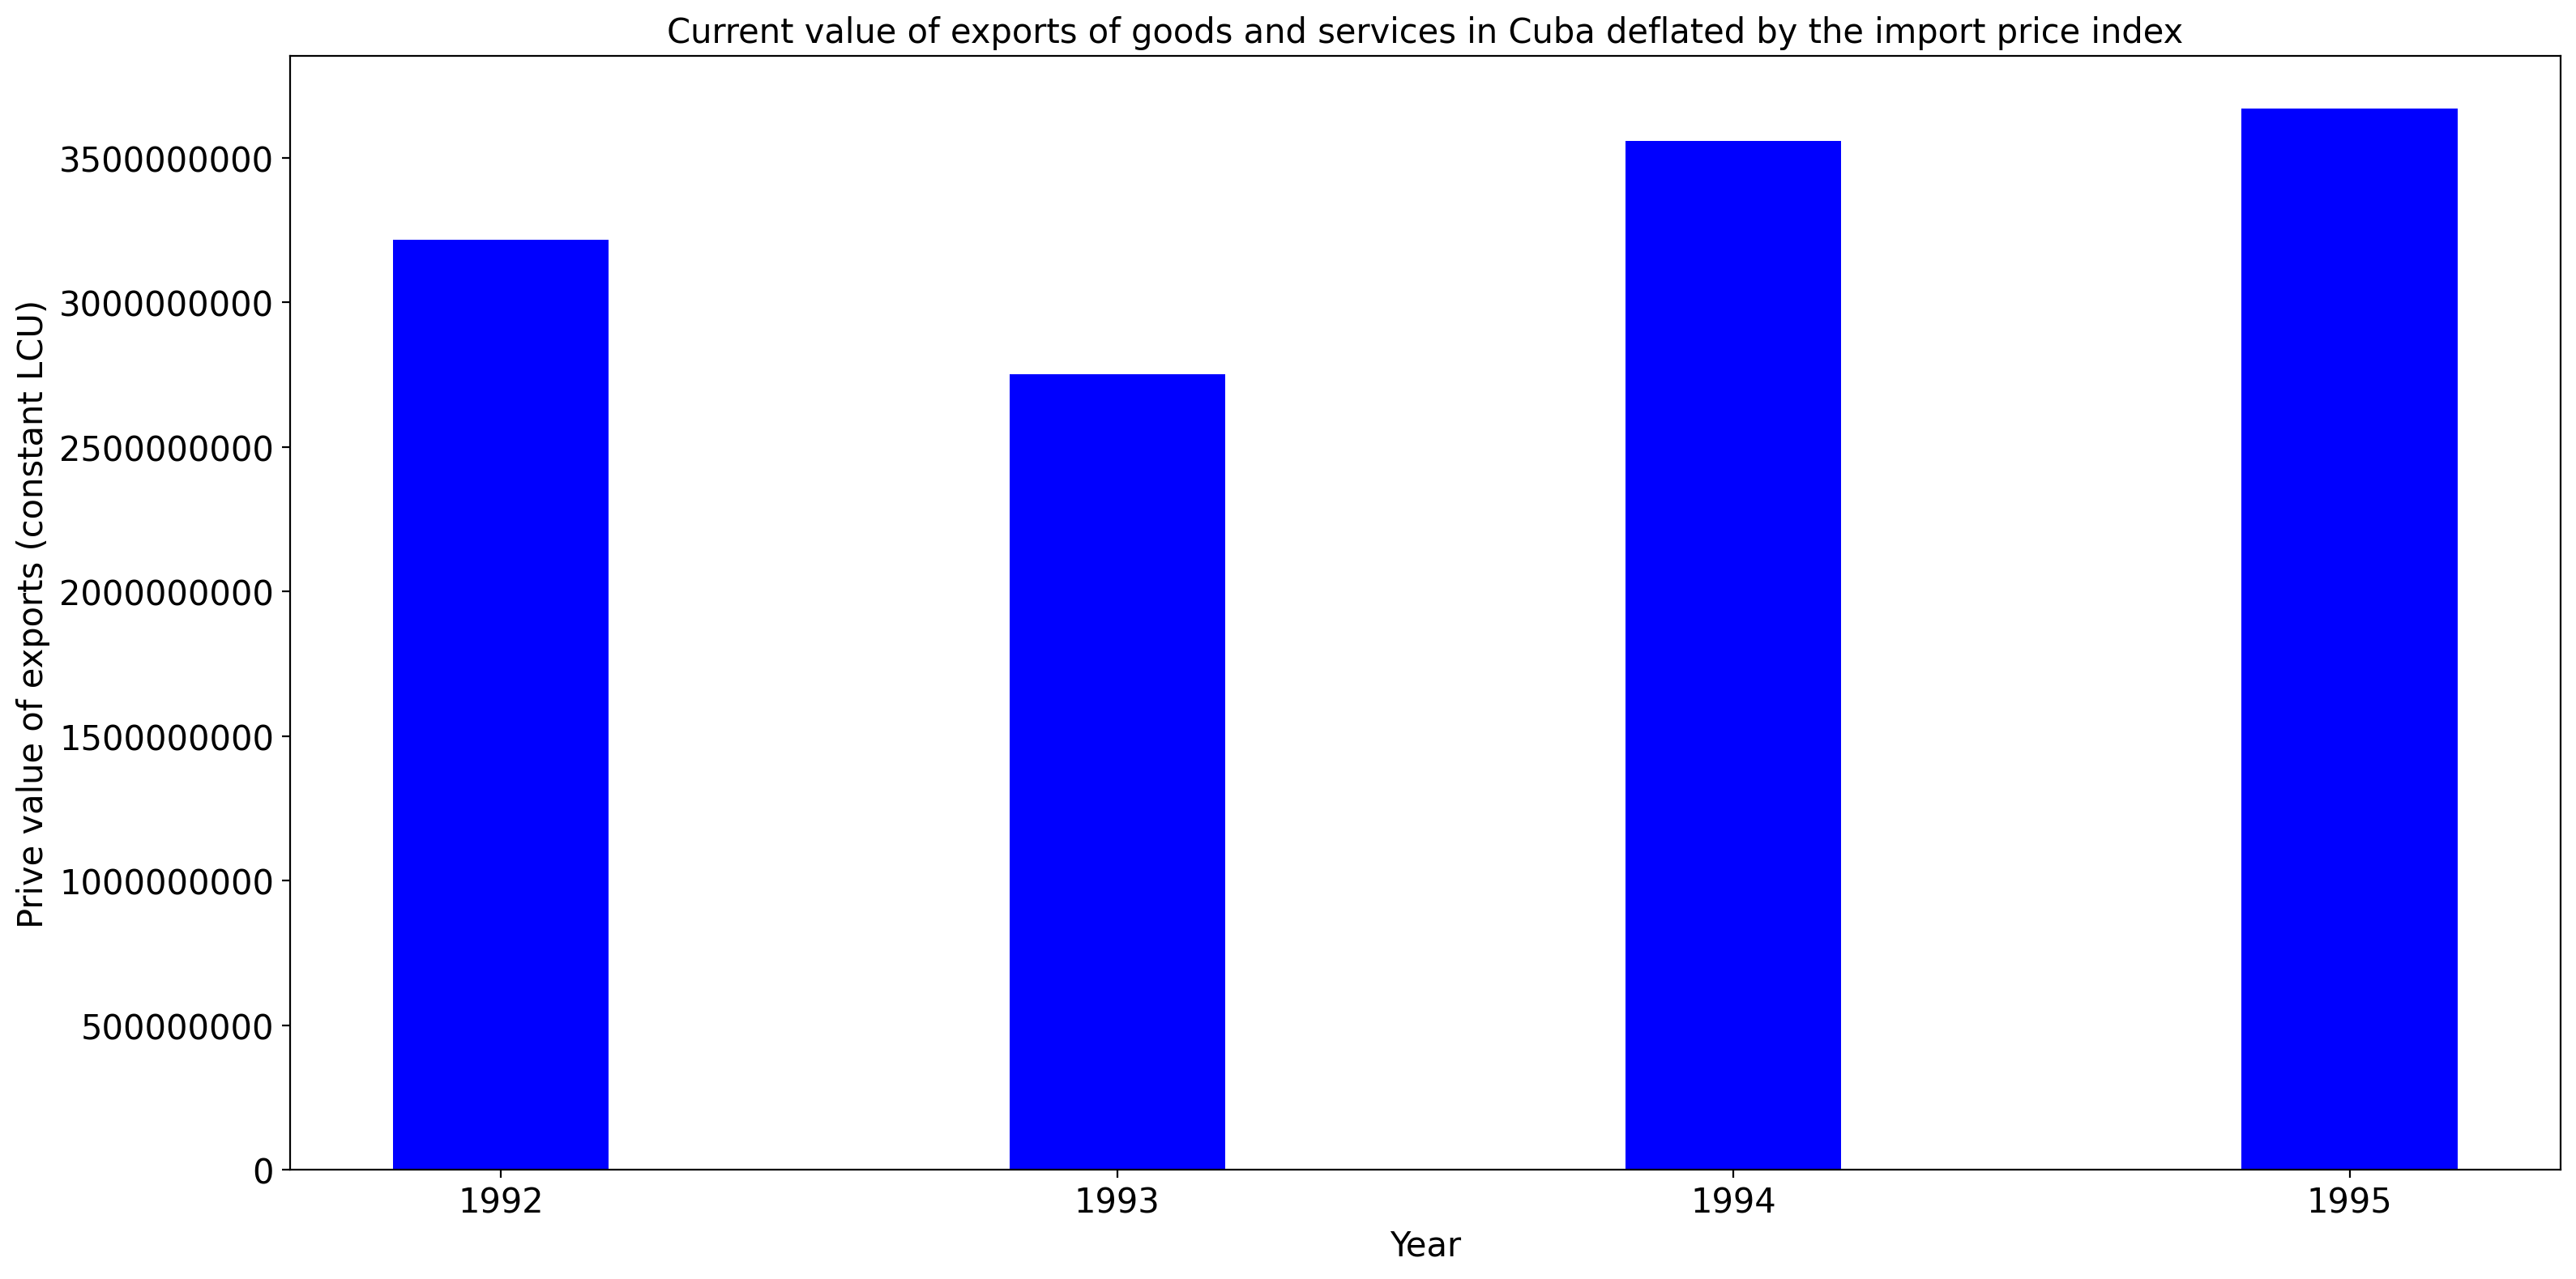 Current value of exports of goods and services in Cuba deflated by the import price index
Prive value of exports (constant LCU)
3500000000
3000000000
2500000000
2000000000
1500000000
1000000000
500000000
0
1992 1993 1994 1995
Year